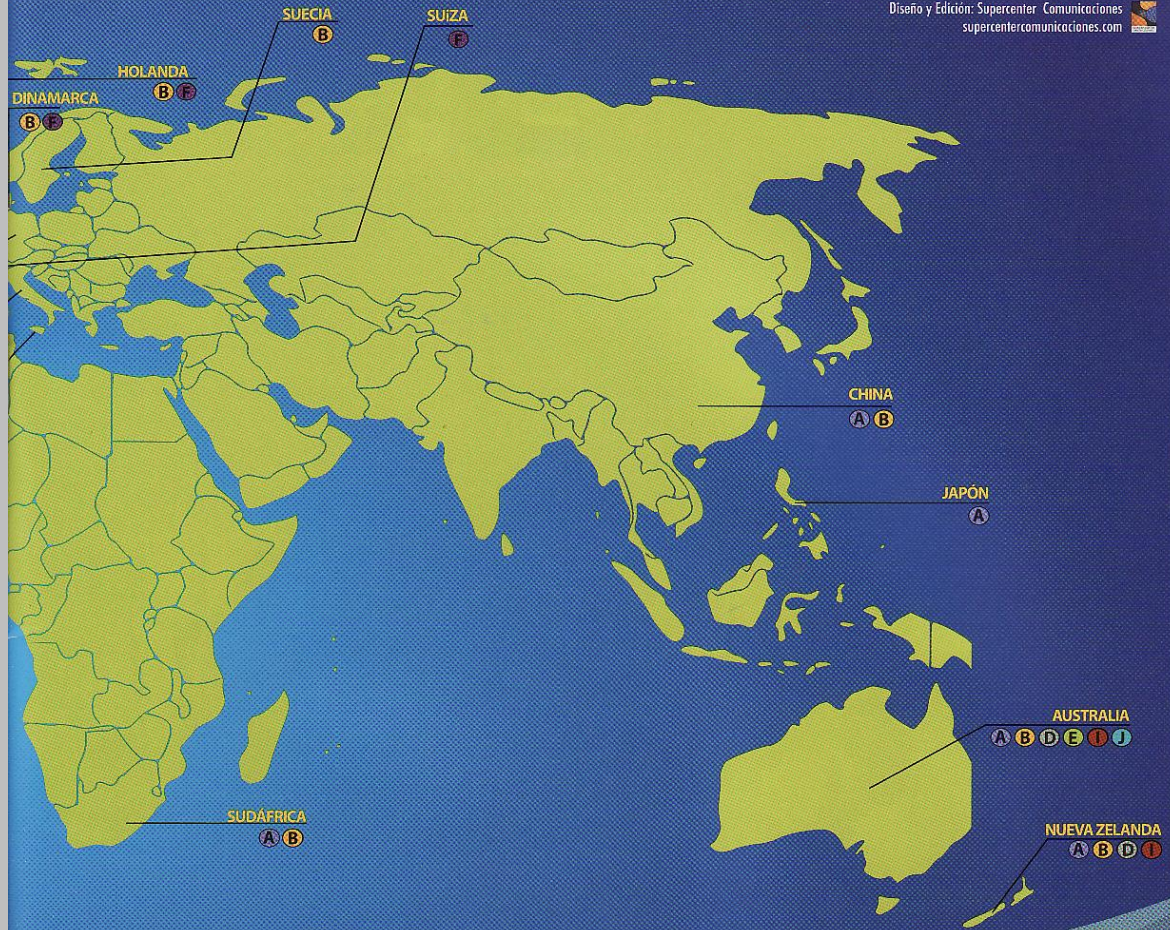 Diseño y Edición: Supercenter Comunicaciones
supercentercomunicaciones.com
SUECIA
B
SUiZA
F
HOLANDA
B F
DINAMARCA
B F
CHINA
A B
JAPÓN
A
AUSTRALIA
A B D E I J
SUDÁFRICA
A B
NUEVA ZELANDA
A B D I